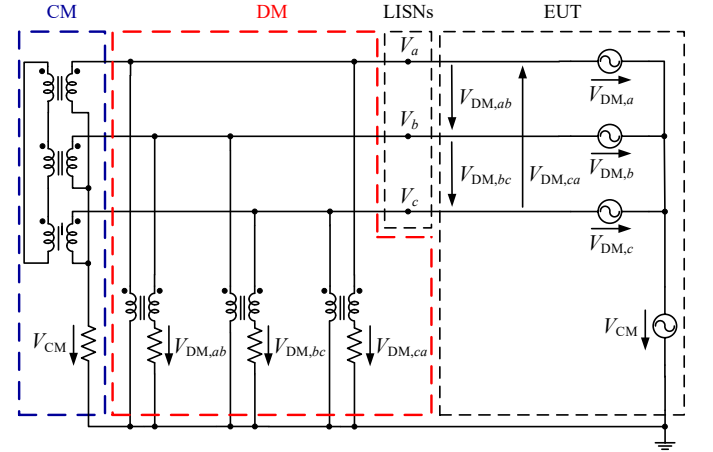 CM DM LISNs EUT
Va
VDM,a
VDM,ab
Vb
VDM,b
VDM,bc VDM,ca
Vc
VDM,c
VCM VDM,ab VDM,bc VDM,ca VCM